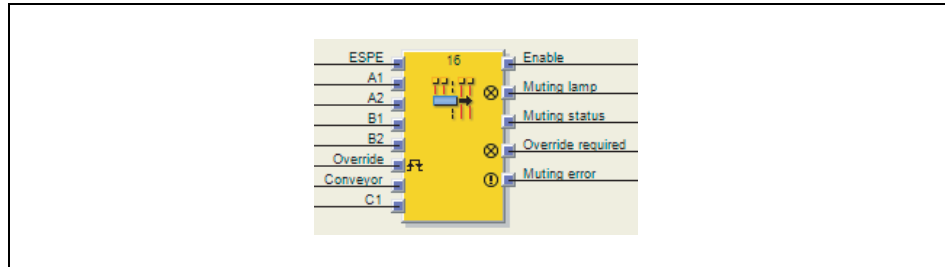 16
ESPE
A1
A2
B1
B2
Override
Conveyor
C1
Enable
Muting lamp
Muting status
Override required
Muting error